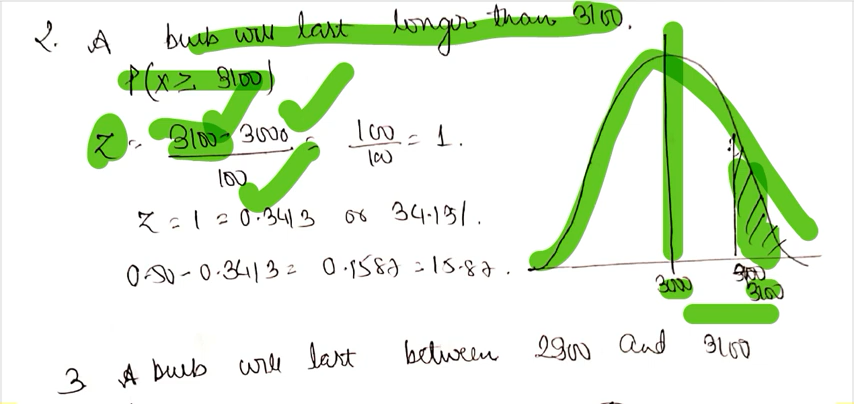 2. A bulb will last longer than 3100.
P(x ≥ 3100)
Z = 3100 - 3000 / 100 = 100 / 100 = 1.
Z = 1 = 0.3413 or 34.13%.
0.50 - 0.3413 = 0.1587 = 15.87.
3000 3100
3100
3 A bulb will last between 2900 and 3100